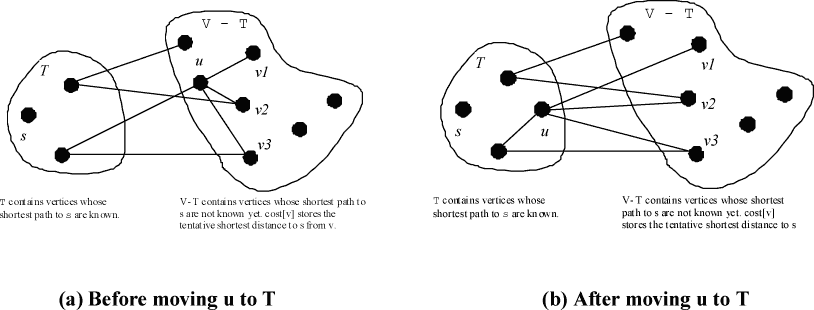 V - T
T
u
v1
v2
s
v3
T contains vertices whose
shortest path to s are known.
V-T contains vertices whose shortest path to
s are not known yet. cost[v] stores the
tentative shortest distance to s from v.
(a) Before moving u to T
V - T
T
v1
v2
s
u
v3
T contains vertices whose
shortest path to s are known.
V-T contains vertices whose shortest
path to s are not known yet. cost[v]
stores the tentative shortest distance to s
(b) After moving u to T